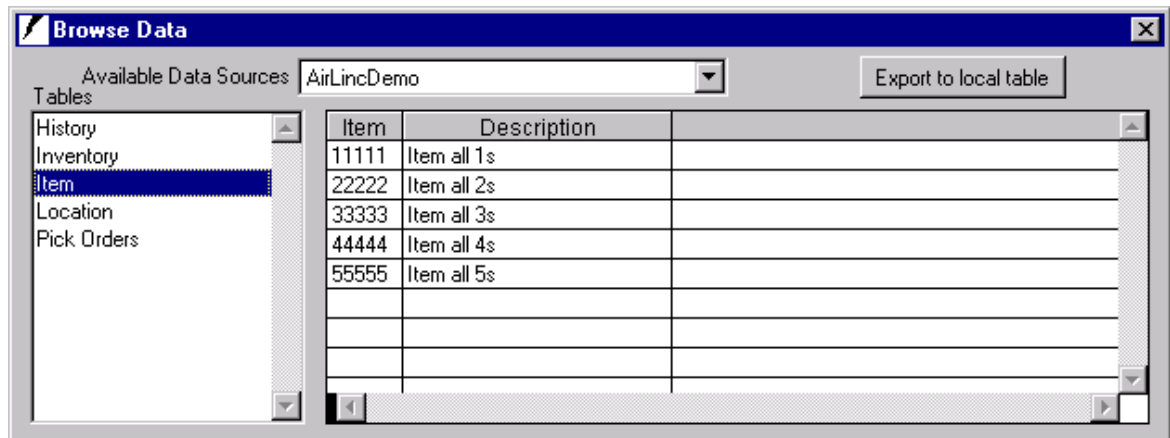 Browse Data
Available Data Sources AirLincDemo Export to local table
Tables
History
Inventory
Item
Location
Pick Orders
Item Description
11111 Item all 1s
22222 Item all 2s
33333 Item all 3s
44444 Item all 4s
55555 Item all 5s